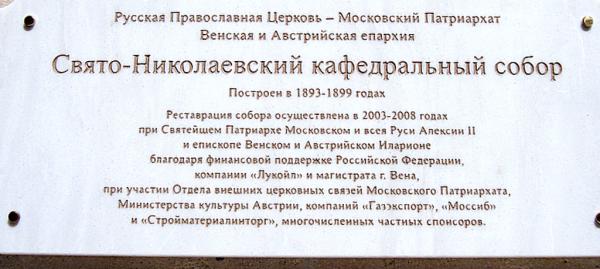 Русская Православная Церковь – Московский Патриархат
Венская и Австрийская епархия
Свято-Николаевский кафедральный собор
Построен в 1893-1899 годах
Реставрация собора осуществлена в 2003-2008 годах
при Святейшем Патриархе Московском и всея Руси Алексии II
и епископе Венском и Австрийском Иларионе
благодаря финансовой поддержке Российской Федерации,
компании «Лукойл» и магистрата г. Вена,
при участии Отдела внешних церковных связей Московского Патриархата,
Министерства культуры Австрии, компаний «Газэкспорт», «Моссиб»
и «Стройматериалинторг», многочисленных частных спонсоров.